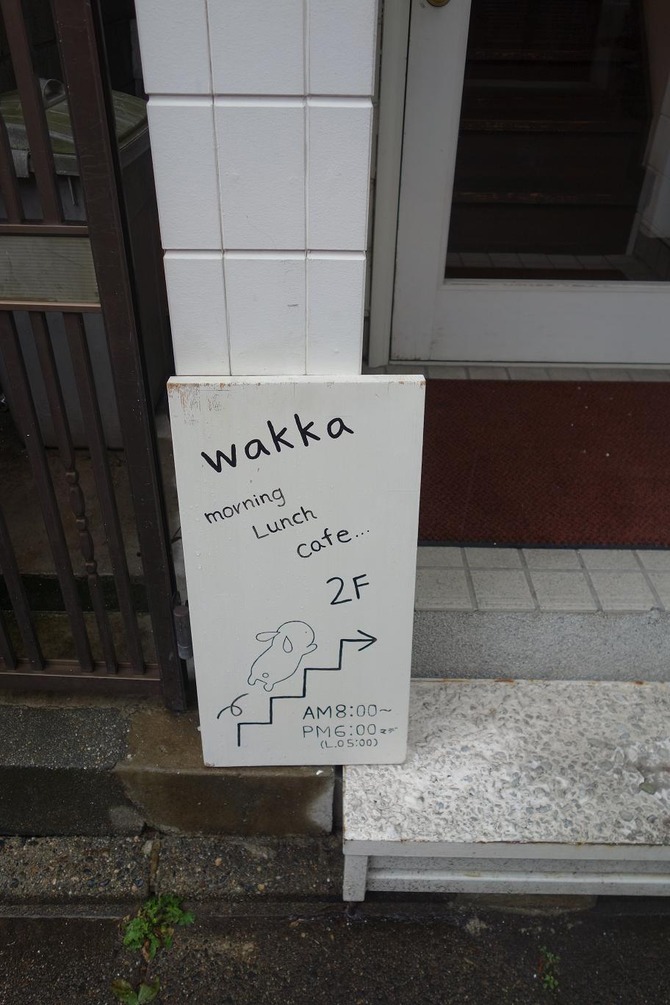 wakka
morning
Lunch
cafe...
2F
AM8:00~
PM6:00まで
(L.O5:00)